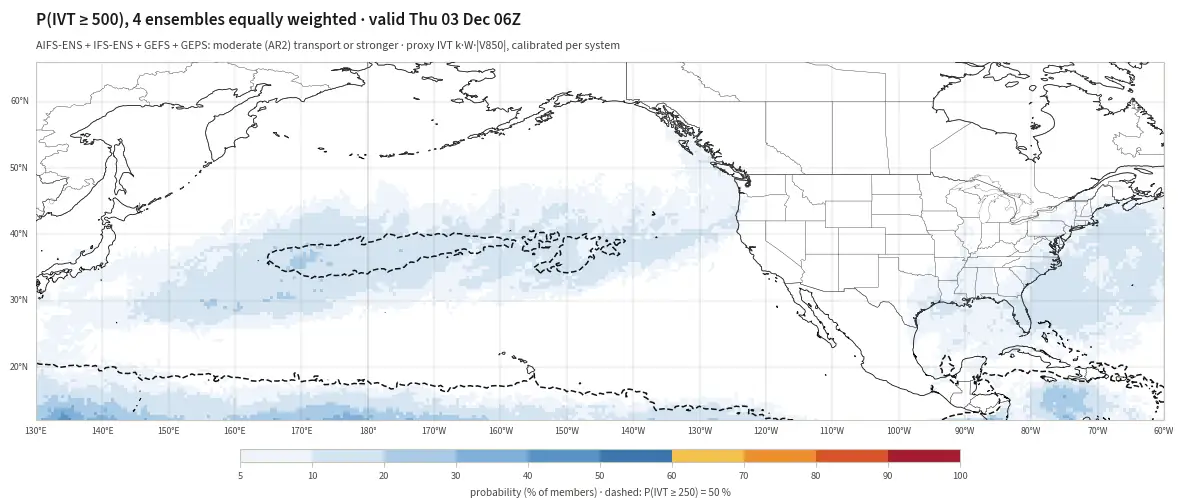 P(IVT ≥ 500), 4 ensembles equally weighted · valid Thu 03 Dec 06Z
AIFS-ENS + IFS-ENS + GEFS + GEPS: moderate (AR2) transport or stronger · proxy IVT k·W·|V850|, calibrated per system
60°N
50°N
40°N
30°N
20°N
130°E 140°E 150°E 160°E 170°E 180° 170°W 160°W 150°W 140°W 130°W 120°W 110°W 100°W 90°W 80°W 70°W 60°W
5 10 20 30 40 50 60 70 80 90 100
probability (% of members) · dashed: P(IVT ≥ 250) = 50 %